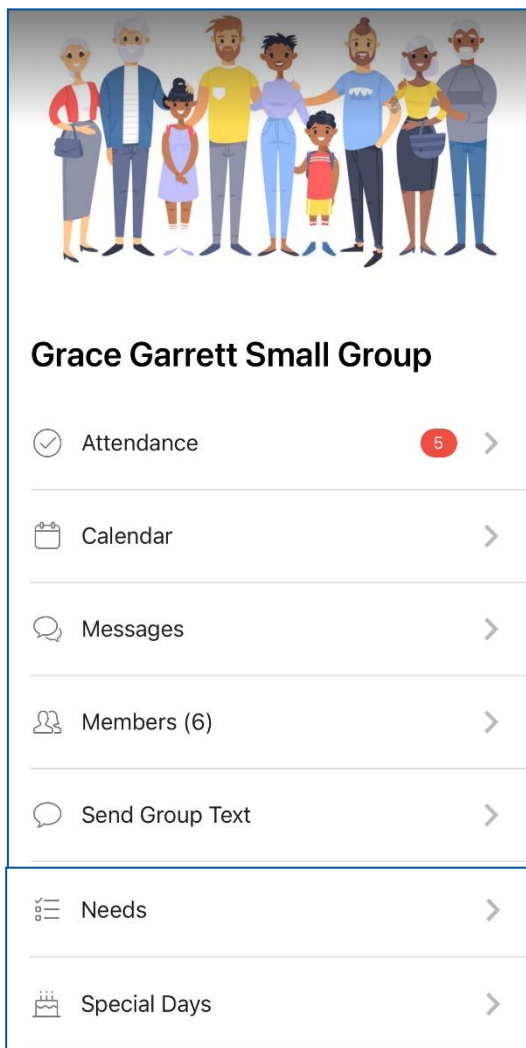 Grace Garrett Small Group
Attendance 5
Calendar
Messages
Members (6)
Send Group Text
Needs
Special Days